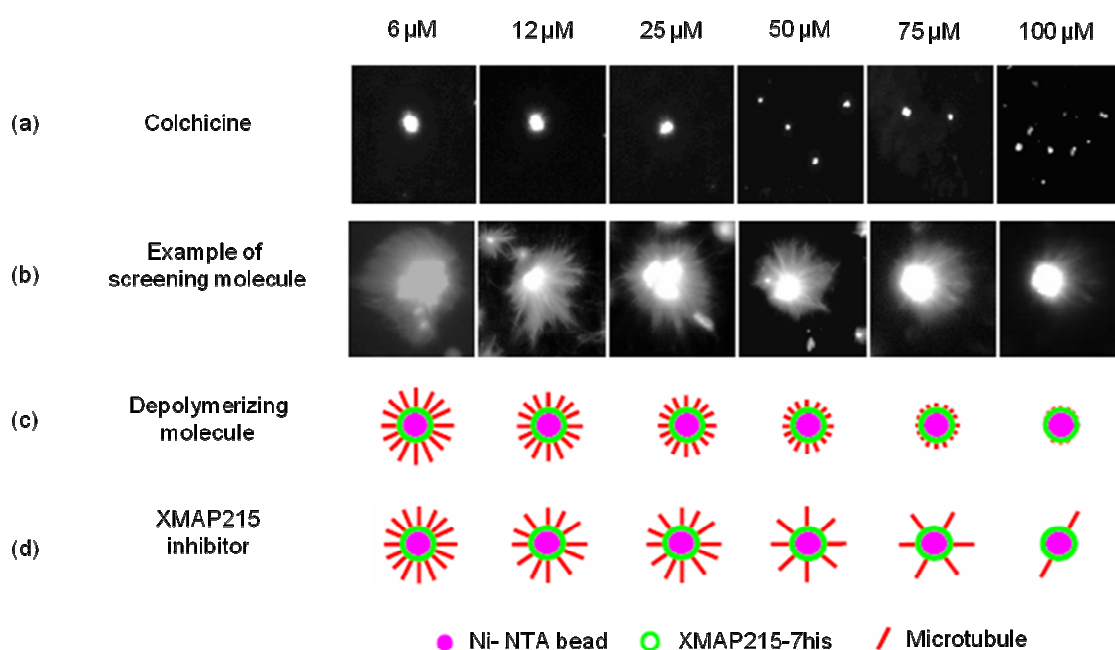 6 µM 12 µM 25 µM 50 µM 75 µM 100 µM
(a) Colchicine
(b) Example of
screening molecule
(c) Depolymerizing
molecule
(d) XMAP215
inhibitor
Ni- NTA bead XMAP215-7his Microtubule